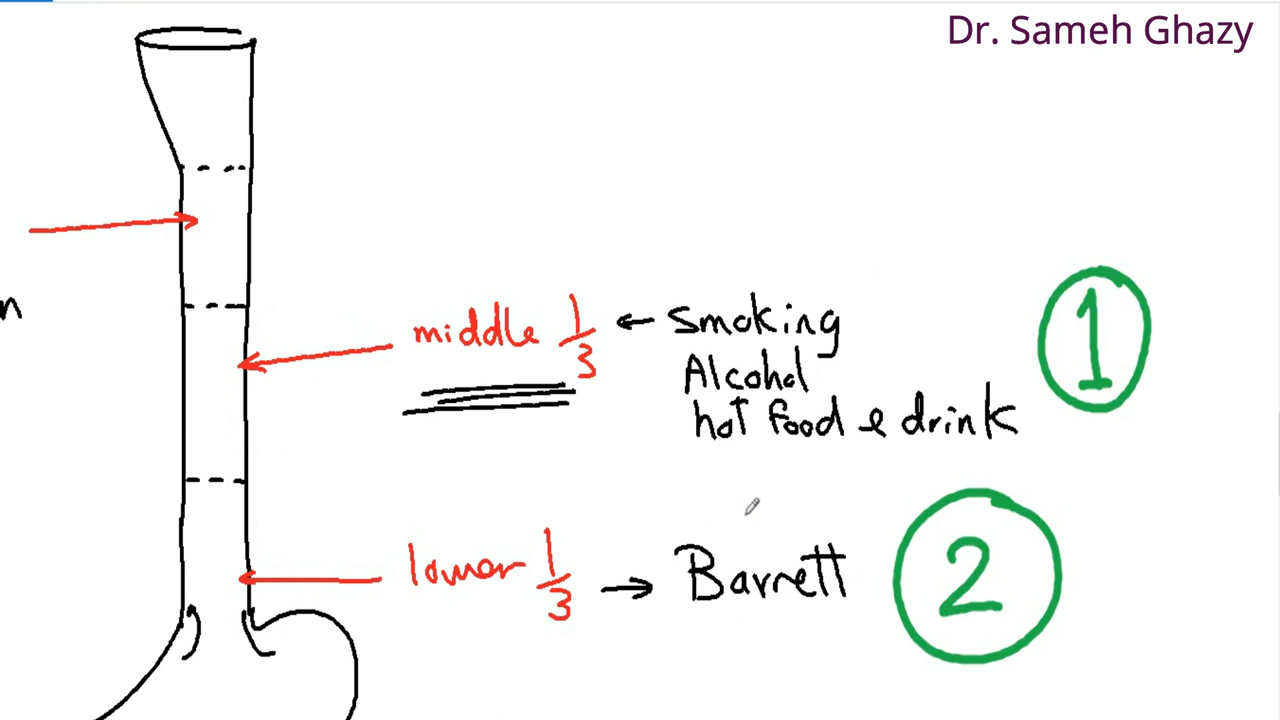 Dr. Sameh Ghazy
n
middle 1/3 ← Smoking
Alcohol
hot food & drink
1
lower 1/3 → Barrett
2